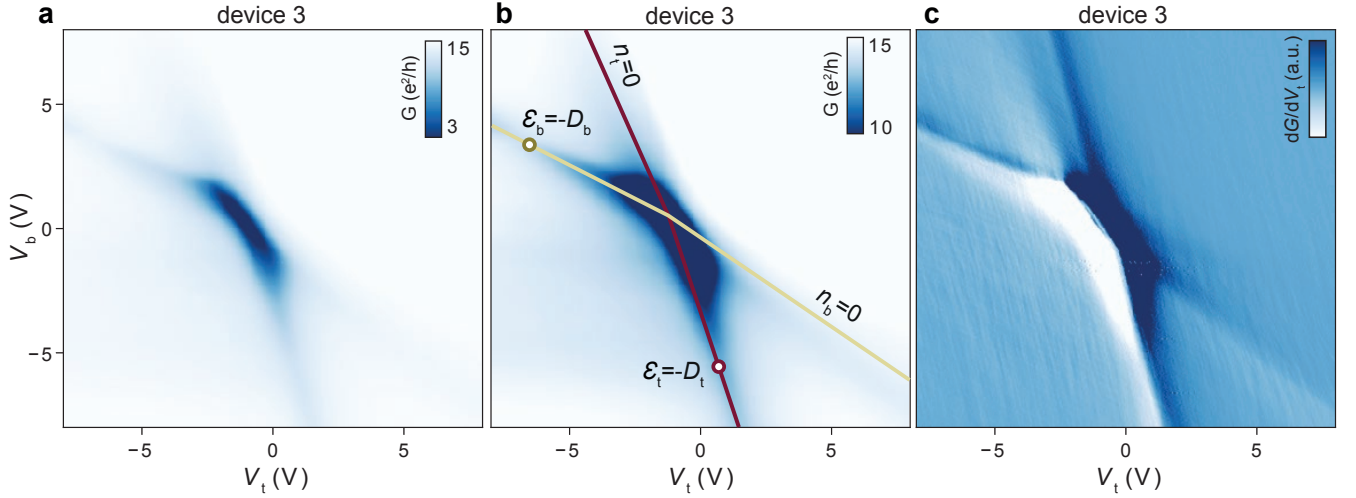 a
device 3
V_b (V)
5
0
−5
−5
0
5
V_t (V)
G (e²/h)
15
3
b
device 3
n_t=0
ℰ_b=-D_b
n_b=0
ℰ_t=-D_t
G (e²/h)
15
10
−5
0
5
V_t (V)
c
device 3
dG/dV_t (a.u.)
−5
0
5
V_t (V)